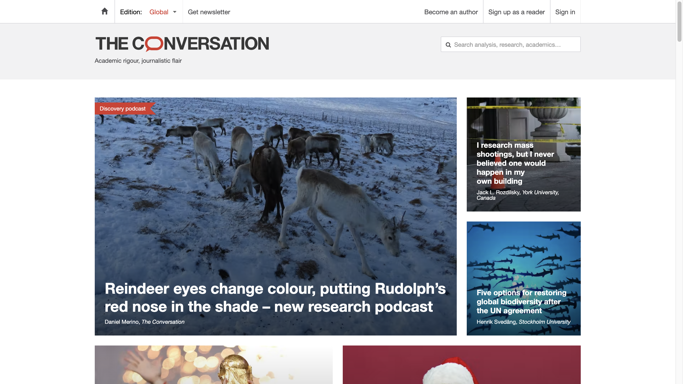 Edition: Global Get newsletter Become an author Sign up as a reader Sign in
THE CONVERSATION
Academic rigour, journalistic flair
Search analysis, research, academics…
Discovery podcast
Reindeer eyes change colour, putting Rudolph's
red nose in the shade – new research podcast
Daniel Merino, The Conversation
I research mass
shootings, but I never
believed one would
happen in my
own building
Jack L. Rozdilsky, York University,
Canada
Five options for restoring
global biodiversity after
the UN agreement
Henrik Svedäng, Stockholm University